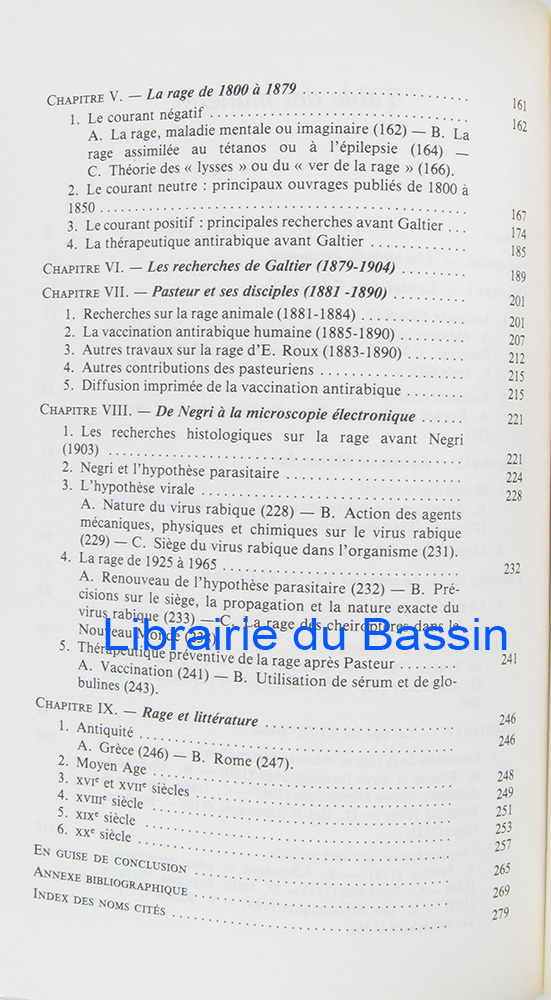 CHAPITRE V. — La rage de 1800 à 1879 ........................ 161
1. Le courant négatif ........................ 162
A. La rage, maladie mentale ou imaginaire (162) — B. La
rage assimilée au tétanos ou à l'épilepsie (164) —
C. Théorie des « lysses » ou du « ver de la rage » (166).
2. Le courant neutre : principaux ouvrages publiés de 1800 à
1850 ........................ 167
3. Le courant positif : principales recherches avant Galtier ... 174
4. La thérapeutique antirabique avant Galtier ............ 185
CHAPITRE VI. — Les recherches de Galtier (1879-1904) ......... 189
CHAPITRE VII. — Pasteur et ses disciples (1881 -1890) .......... 201
1. Recherches sur la rage animale (1881-1884) ............ 201
2. La vaccination antirabique humaine (1885-1890) ......... 207
3. Autres travaux sur la rage d'E. Roux (1883-1890) ........ 212
4. Autres contributions des pasteuriens .................. 215
5. Diffusion imprimée de la vaccination antirabique ........ 215
CHAPITRE VIII. — De Negri à la microscopie électronique ...... 221
1. Les recherches histologiques sur la rage avant Negri
(1903) ........................ 221
2. Negri et l'hypothèse parasitaire ........................ 224
3. L'hypothèse virale ........................ 228
A. Nature du virus rabique (228) — B. Action des agents
mécaniques, physiques et chimiques sur le virus rabique
(229) — C. Siège du virus rabique dans l'organisme (231).
4. La rage de 1925 à 1965 ........................ 232
A. Renouveau de l'hypothèse parasitaire (232) — B. Pré-
cisions sur le siège, la propagation et la nature exacte du
virus rabique (233) — C. La rage des cheiroptères dans le
Nouveau Monde
Librairie du Bassin
5. Thérapeutique préventive de la rage après Pasteur ........ 241
A. Vaccination (241) — B. Utilisation de sérum et de glo-
bulines (243).
CHAPITRE IX. — Rage et littérature ........................ 246
1. Antiquité ........................ 246
A. Grèce (246) — B. Rome (247).
2. Moyen Age ........................ 248
3. XVIe et XVIIe siècles ........................ 249
4. XVIIIe siècle ........................ 251
5. XIXe siècle ........................ 253
6. XXe siècle ........................ 257
EN GUISE DE CONCLUSION ........................ 265
ANNEXE BIBLIOGRAPHIQUE ........................ 269
INDEX DES NOMS CITÉS ........................ 279